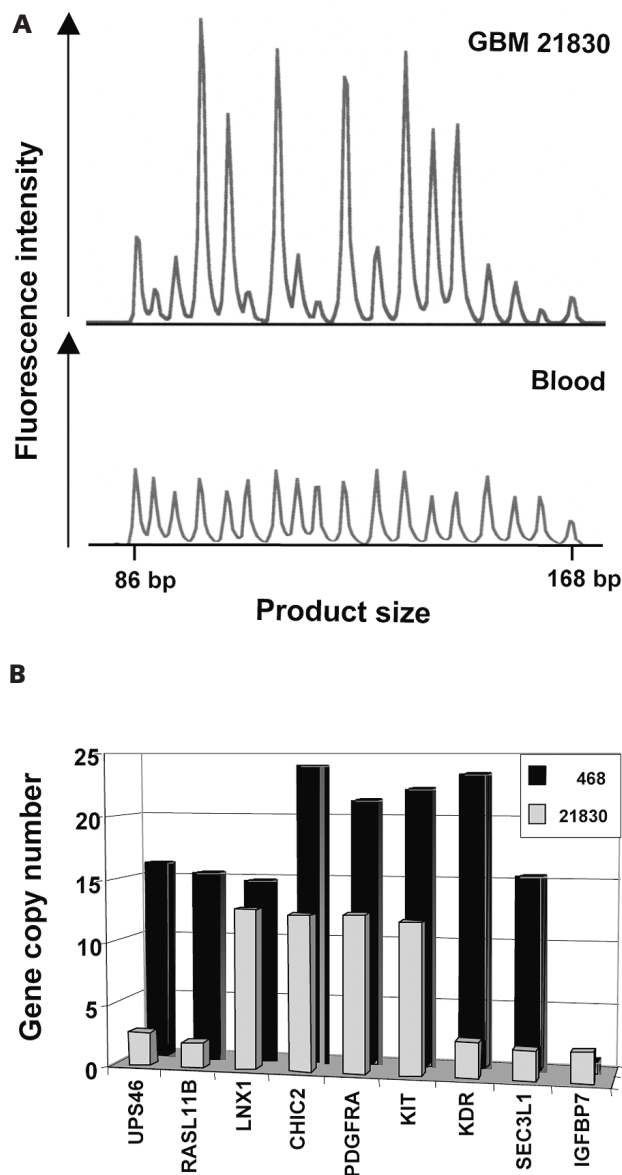 A
GBM 21830
Fluorescence intensity
Blood
86 bp
168 bp
Product size
B
Gene copy number
25
20
15
10
5
0
468
21830
UPS46
RASL11B
LNX1
CHIC2
PDGFRA
KIT
KDR
SEC3L1
IGFBP7